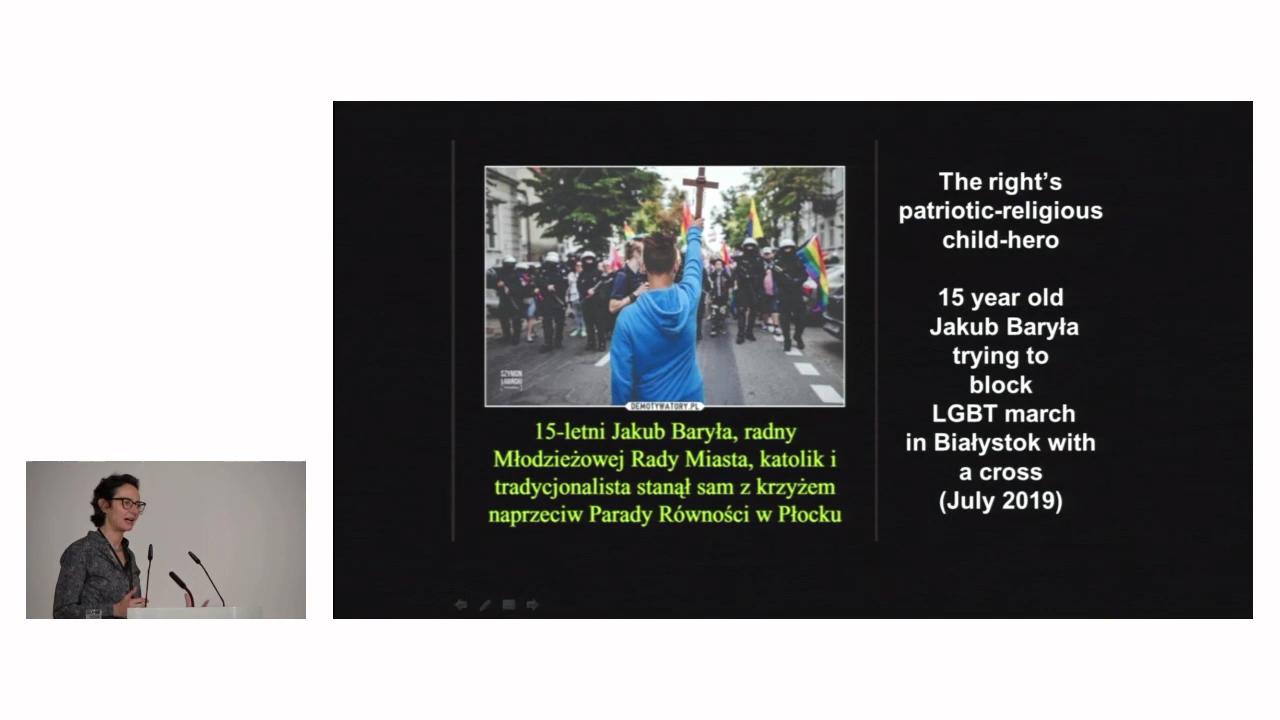 SZYMON
ŁABIŃSKI
DEMOTYWATORY.PL
15-letni Jakub Baryła, radny
Młodzieżowej Rady Miasta, katolik i
tradycjonalista stanął sam z krzyżem
naprzeciw Parady Równości w Płocku
The right’s
patriotic-religious
child-hero
15 year old
Jakub Baryła
trying to
block
LGBT march
in Białystok with
a cross
(July 2019)